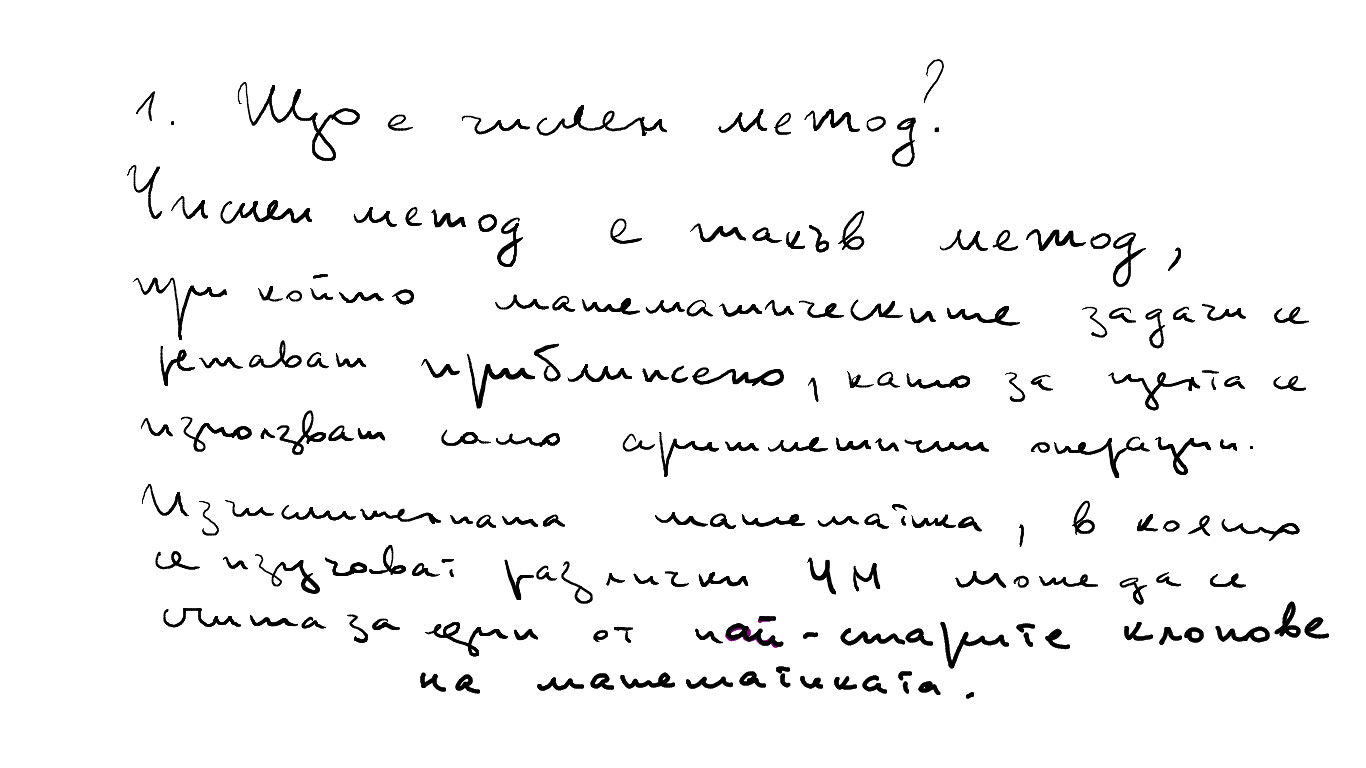 1. Що е числен метод?
Числен метод е такъв метод,
при който математическите задачи се
решават приблизено, като за целта се
използват само аритметични операции.
Изчислителната математика, в която
се изучават различни ЧМ може да се
счита за един от най-старите клонове
на математиката.